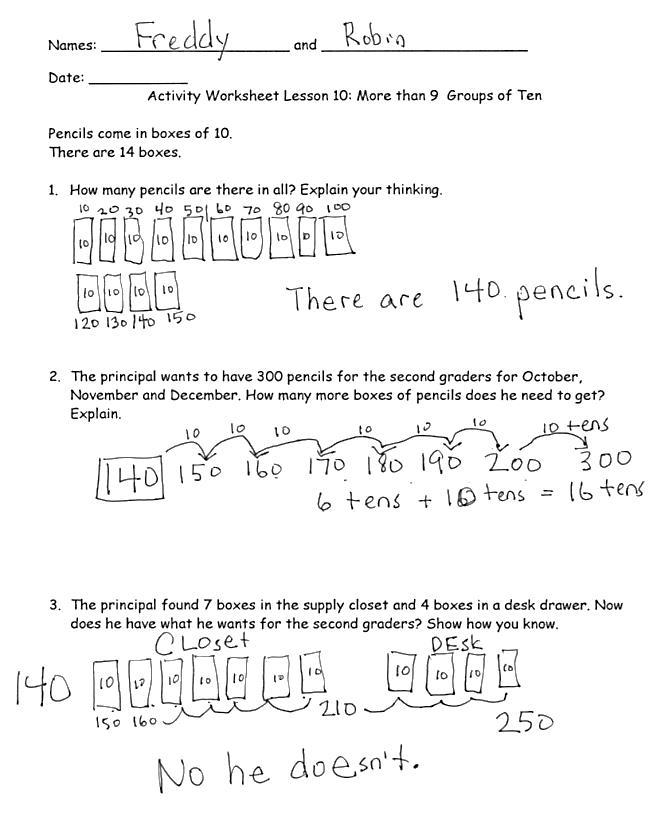 Names: Freddy and Robin
Date:
Activity Worksheet Lesson 10: More than 9 Groups of Ten
Pencils come in boxes of 10.
There are 14 boxes.
1. How many pencils are there in all? Explain your thinking.
10 20 30 40 50 60 70 80 90 100
10 10 10 10 10 10 10 10 10 10
10 10 10 10
There are 140 pencils.
120 130 140 150
2. The principal wants to have 300 pencils for the second graders for October,
November and December. How many more boxes of pencils does he need to get?
Explain.
10 10 10 10 10 10 10 tens
140 150 160 170 180 190 200 300
6 tens + 10 tens = 16 tens
3. The principal found 7 boxes in the supply closet and 4 boxes in a desk drawer. Now
does he have what he wants for the second graders? Show how you know.
CLoset DEsk
140 10 10 10 10 10 10 10 10 10 10 10
150 160 210 250
No he doesn't.